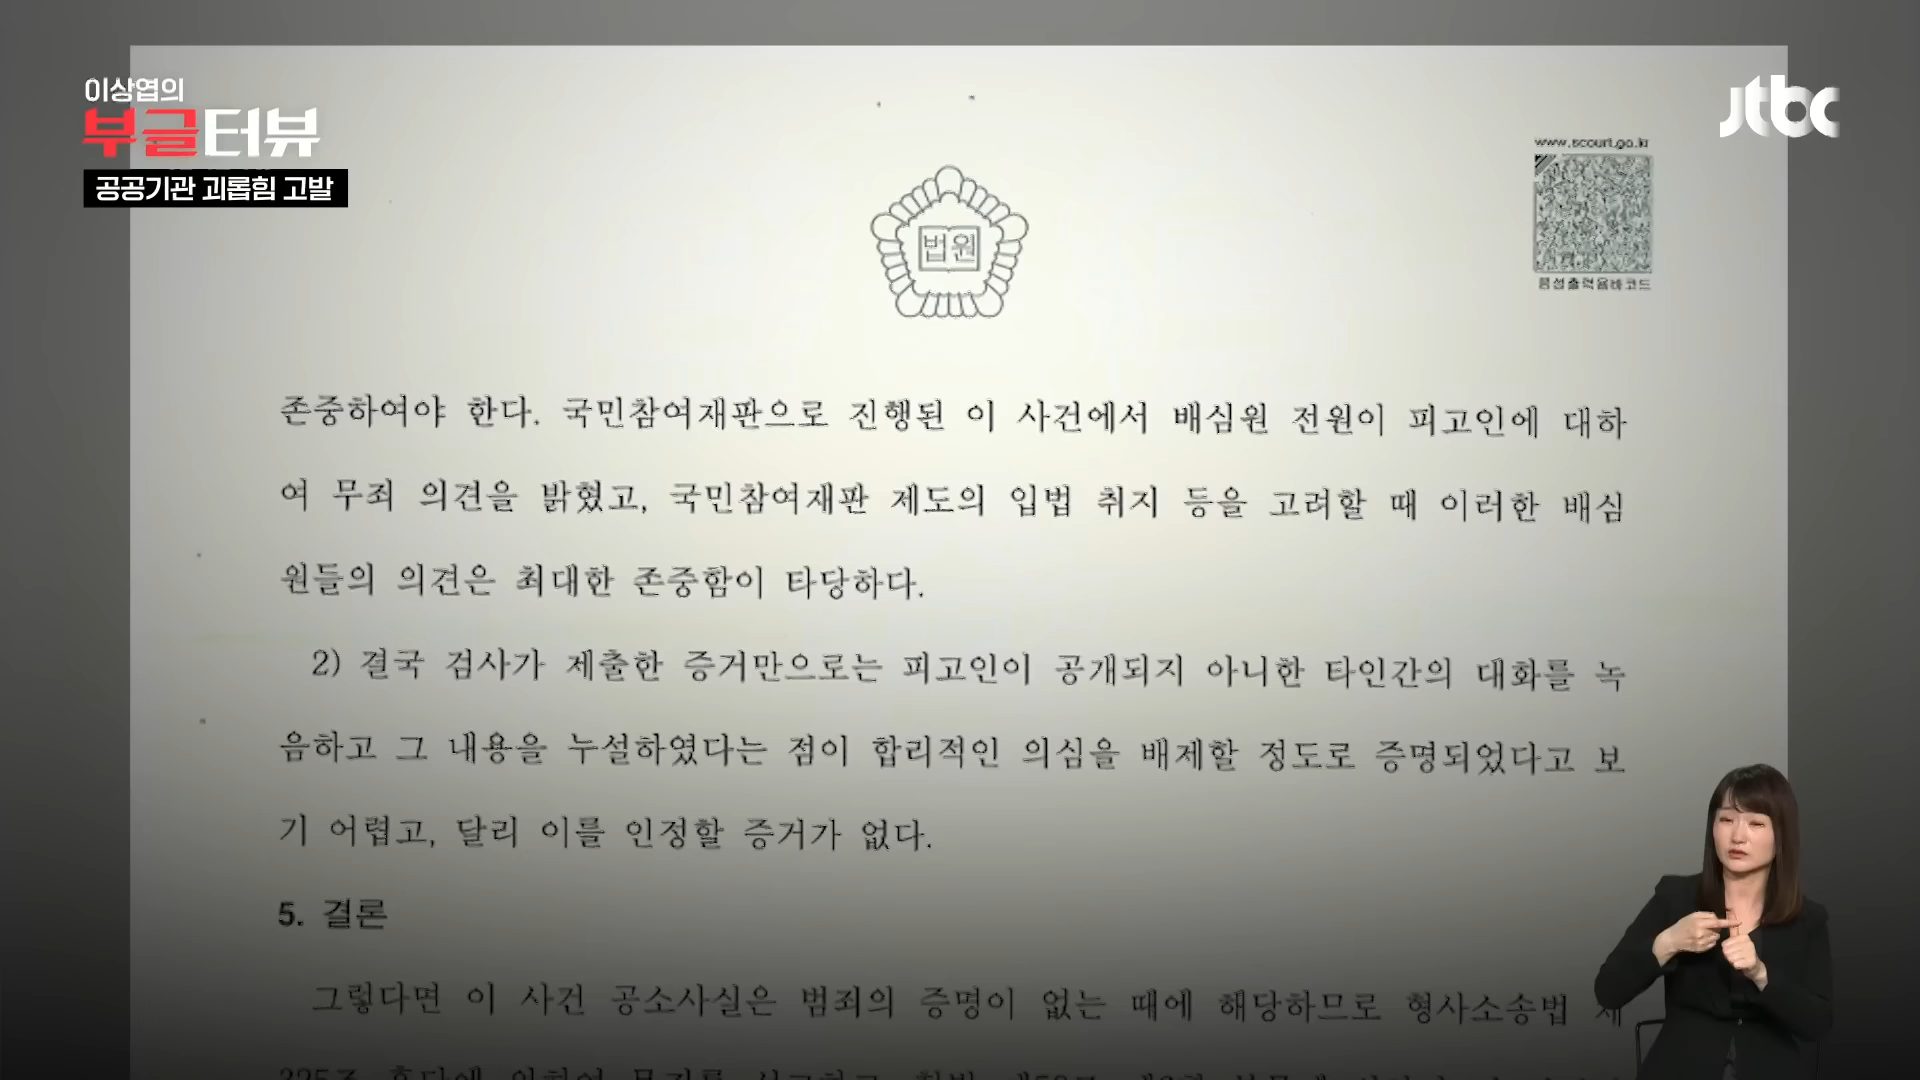 이상엽의
부글터뷰
공공기관 괴롭힘 고발
jtbc
www.scourt.go.kr
법원
음성출력용바코드
존중하여야 한다. 국민참여재판으로 진행된 이 사건에서 배심원 전원이 피고인에 대하
여 무죄 의견을 밝혔고, 국민참여재판 제도의 입법 취지 등을 고려할 때 이러한 배심
원들의 의견은 최대한 존중함이 타당하다.
2) 결국 검사가 제출한 증거만으로는 피고인이 공개되지 아니한 타인간의 대화를 녹
음하고 그 내용을 누설하였다는 점이 합리적인 의심을 배제할 정도로 증명되었다고 보
기 어렵고, 달리 이를 인정할 증거가 없다.
5. 결론
그렇다면 이 사건 공소사실은 범죄의 증명이 없는 때에 해당하므로 형사소송법 제